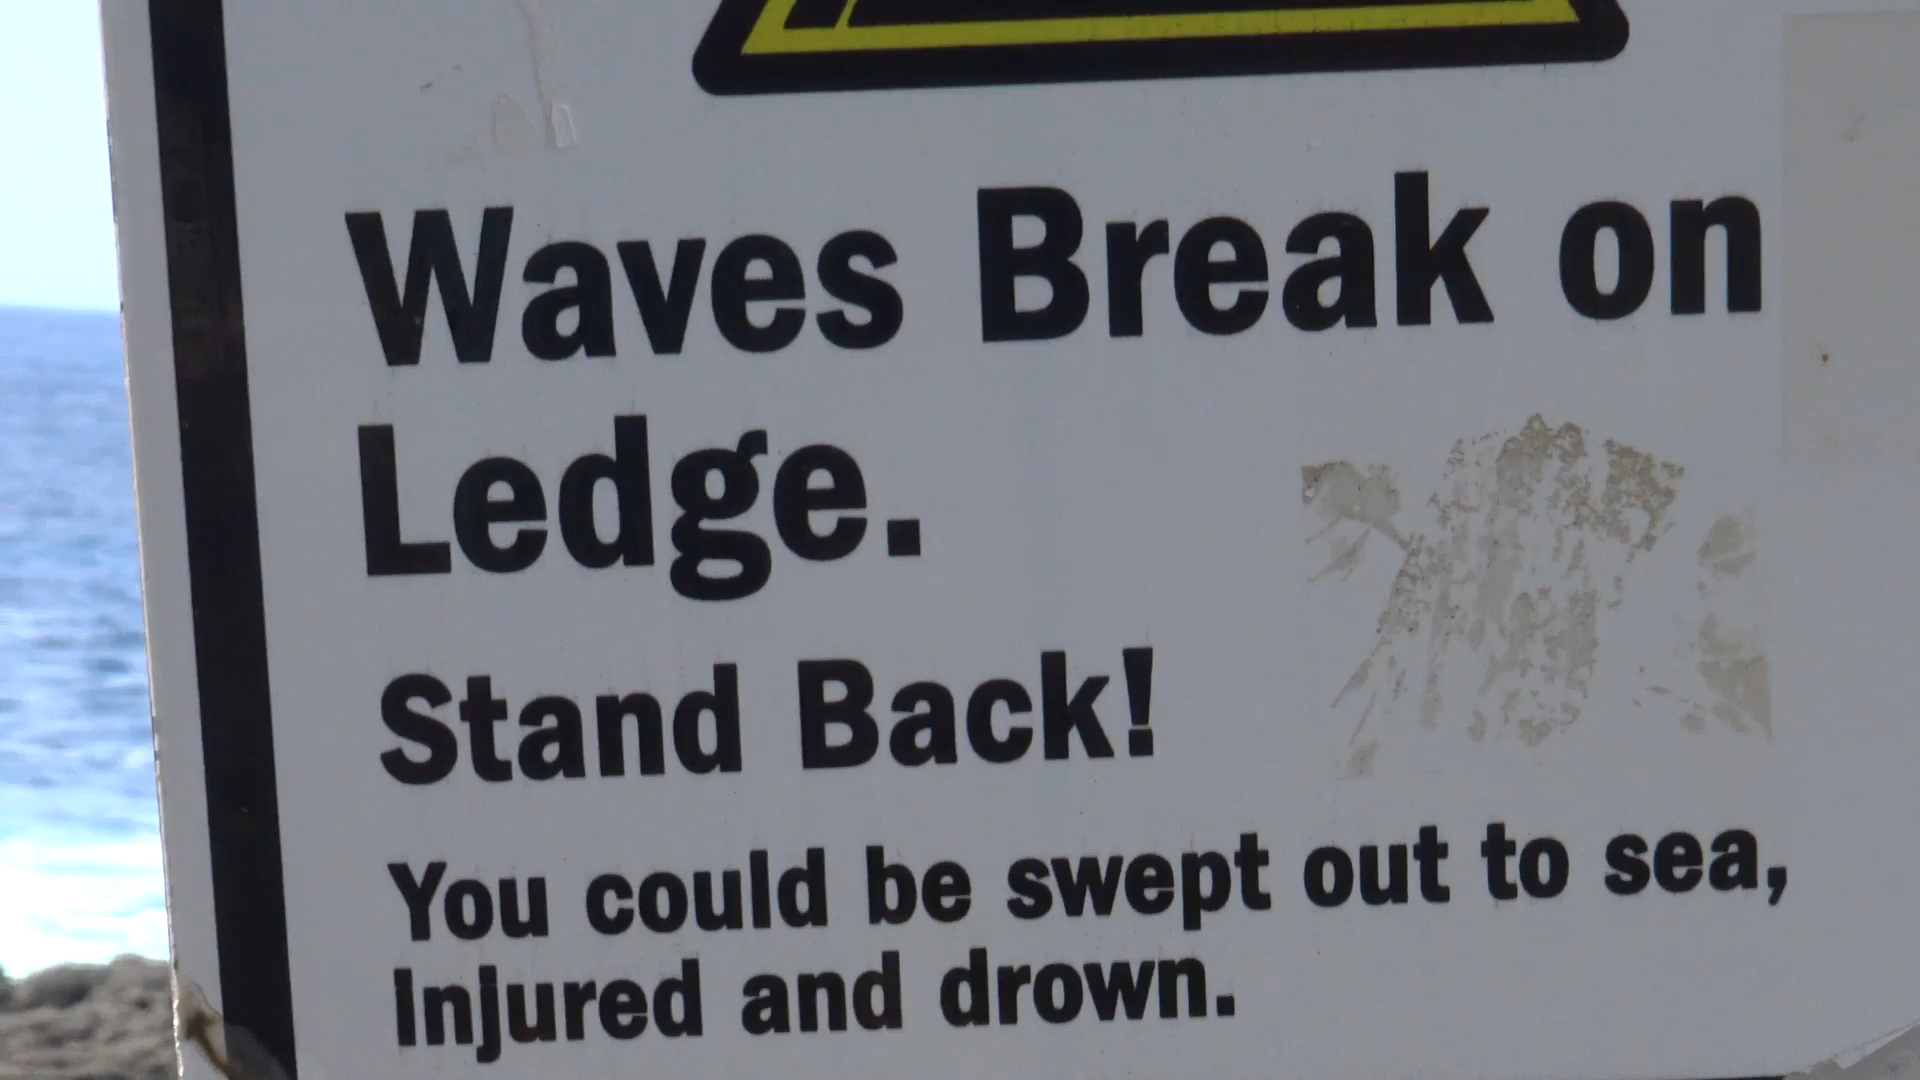 Waves Break on
Ledge.
Stand Back!
You could be swept out to sea,
Injured and drown.